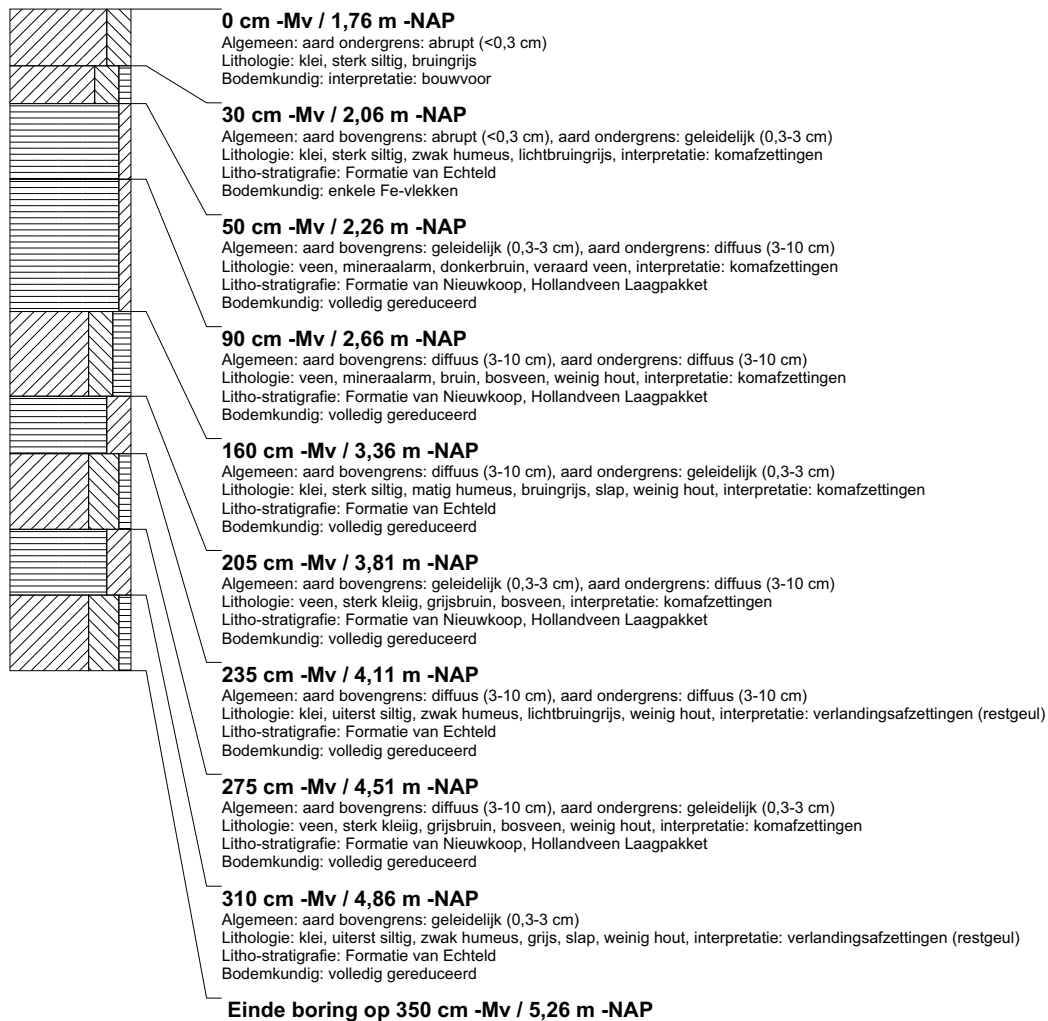 0 cm -Mv / 1,76 m -NAP
Algemeen: aard ondergrens: abrupt (<0,3 cm)
Lithologie: klei, sterk siltig, bruingrijs
Bodemkundig: interpretatie: bouwvoor
30 cm -Mv / 2,06 m -NAP
Algemeen: aard bovengrens: abrupt (<0,3 cm), aard ondergrens: geleidelijk (0,3-3 cm)
Lithologie: klei, sterk siltig, zwak humeus, lichtbruingrijs, interpretatie: komafzettingen
Litho-stratigrafie: Formatie van Echteld
Bodemkundig: enkele Fe-vlekken
50 cm -Mv / 2,26 m -NAP
Algemeen: aard bovengrens: geleidelijk (0,3-3 cm), aard ondergrens: diffuus (3-10 cm)
Lithologie: veen, mineraalarm, donkerbruin, veraard veen, interpretatie: komafzettingen
Litho-stratigrafie: Formatie van Nieuwkoop, Hollandveen Laagpakket
Bodemkundig: volledig gereduceerd
90 cm -Mv / 2,66 m -NAP
Algemeen: aard bovengrens: diffuus (3-10 cm), aard ondergrens: diffuus (3-10 cm)
Lithologie: veen, mineraalarm, bruin, bosveen, weinig hout, interpretatie: komafzettingen
Litho-stratigrafie: Formatie van Nieuwkoop, Hollandveen Laagpakket
Bodemkundig: volledig gereduceerd
160 cm -Mv / 3,36 m -NAP
Algemeen: aard bovengrens: diffuus (3-10 cm), aard ondergrens: geleidelijk (0,3-3 cm)
Lithologie: klei, sterk siltig, matig humeus, bruingrijs, slap, weinig hout, interpretatie: komafzettingen
Litho-stratigrafie: Formatie van Echteld
Bodemkundig: volledig gereduceerd
205 cm -Mv / 3,81 m -NAP
Algemeen: aard bovengrens: geleidelijk (0,3-3 cm), aard ondergrens: diffuus (3-10 cm)
Lithologie: veen, sterk kleiig, grijsbruin, bosveen, interpretatie: komafzettingen
Litho-stratigrafie: Formatie van Nieuwkoop, Hollandveen Laagpakket
Bodemkundig: volledig gereduceerd
235 cm -Mv / 4,11 m -NAP
Algemeen: aard bovengrens: diffuus (3-10 cm), aard ondergrens: diffuus (3-10 cm)
Lithologie: klei, uiterst siltig, zwak humeus, lichtbruingrijs, weinig hout, interpretatie: verlandingsafzettingen (restgeul)
Litho-stratigrafie: Formatie van Echteld
Bodemkundig: volledig gereduceerd
275 cm -Mv / 4,51 m -NAP
Algemeen: aard bovengrens: diffuus (3-10 cm), aard ondergrens: geleidelijk (0,3-3 cm)
Lithologie: veen, sterk kleiig, grijsbruin, bosveen, weinig hout, interpretatie: komafzettingen
Litho-stratigrafie: Formatie van Nieuwkoop, Hollandveen Laagpakket
Bodemkundig: volledig gereduceerd
310 cm -Mv / 4,86 m -NAP
Algemeen: aard bovengrens: geleidelijk (0,3-3 cm)
Lithologie: klei, uiterst siltig, zwak humeus, grijs, slap, weinig hout, interpretatie: verlandingsafzettingen (restgeul)
Litho-stratigrafie: Formatie van Echteld
Bodemkundig: volledig gereduceerd
Einde boring op 350 cm -Mv / 5,26 m -NAP